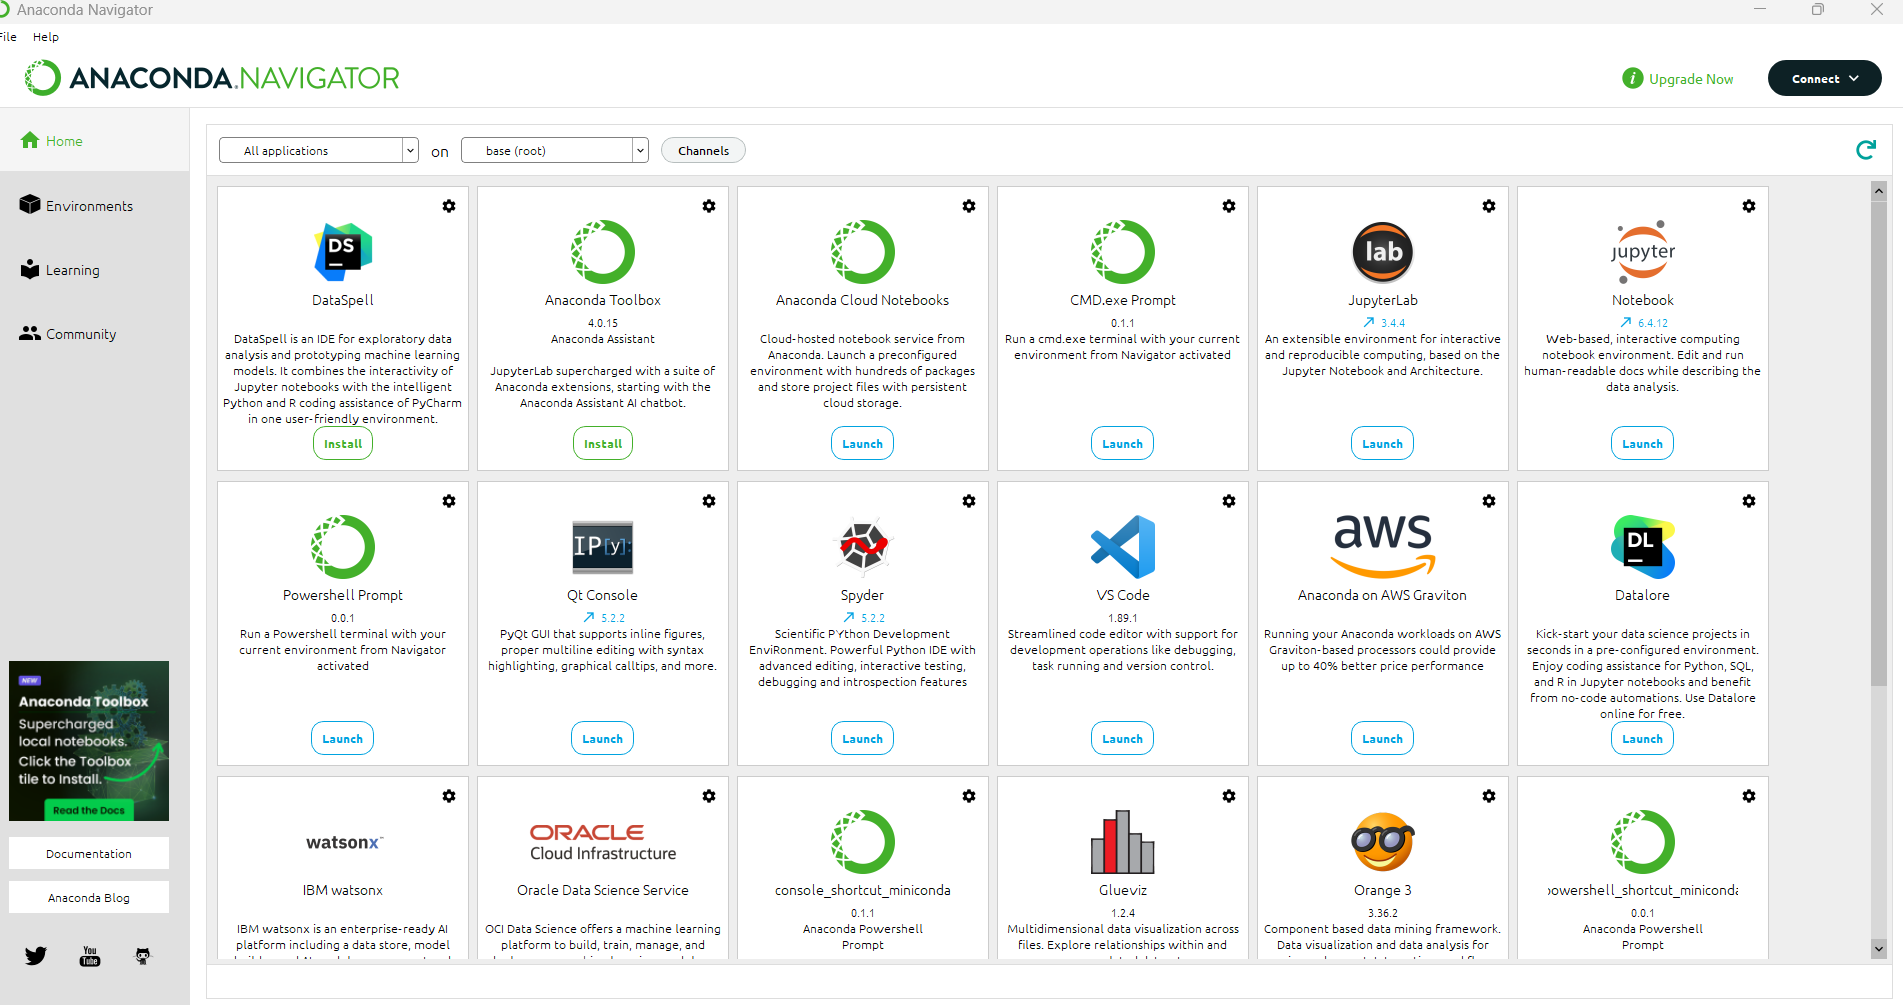 Anaconda Navigator
File Help
ANACONDA.NAVIGATOR
i Upgrade Now
Connect
Home
Environments
Learning
Community
All applications on base (root) Channels
DS
DataSpell
DataSpell is an IDE for exploratory data
analysis and prototyping machine learning
models. It combines the interactivity of
Jupyter notebooks with the intelligent
Python and R coding assistance of PyCharm
in one user-friendly environment.
Install
Anaconda Toolbox
4.0.15
Anaconda Assistant
JupyterLab supercharged with a suite of
Anaconda extensions, starting with the
Anaconda Assistant AI chatbot.
Install
Anaconda Cloud Notebooks
Cloud-hosted notebook service from
Anaconda. Launch a preconfigured
environment with hundreds of packages
and store project files with persistent
cloud storage.
Launch
CMD.exe Prompt
0.1.1
Run a cmd.exe terminal with your current
environment from Navigator activated
Launch
lab
JupyterLab
3.4.4
An extensible environment for interactive
and reproducible computing, based on the
Jupyter Notebook and Architecture.
Launch
jupyter
Notebook
6.4.12
Web-based, interactive computing
notebook environment. Edit and run
human-readable docs while describing the
data analysis.
Launch
Powershell Prompt
0.0.1
Run a Powershell terminal with your
current environment from Navigator
activated
Launch
IP[y]:
Qt Console
5.2.2
PyQt GUI that supports inline figures,
proper multiline editing with syntax
highlighting, graphical calltips, and more.
Launch
Spyder
5.2.2
Scientific PYthon Development
EnviRonment. Powerful Python IDE with
advanced editing, interactive testing,
debugging and introspection features
Launch
VS Code
1.89.1
Streamlined code editor with support for
development operations like debugging,
task running and version control.
Launch
aws
Anaconda on AWS Graviton
Running your Anaconda workloads on AWS
Graviton-based processors could provide
up to 40% better price performance
Launch
DL
Datalore
Kick-start your data science projects in
seconds in a pre-configured environment.
Enjoy coding assistance for Python, SQL,
and R in Jupyter notebooks and benefit
from no-code automations. Use Datalore
online for free.
Launch
watsonx™
IBM watsonx
IBM watsonx is an enterprise-ready AI
platform including a data store, model
ORACLE
Cloud Infrastructure
Oracle Data Science Service
OCI Data Science offers a machine learning
platform to build, train, manage, and
console_shortcut_miniconda
0.1.1
Anaconda Powershell
Prompt
Glueviz
1.2.4
Multidimensional data visualization across
files. Explore relationships within and
Orange 3
3.36.2
Component based data mining framework.
Data visualization and data analysis for
powershell_shortcut_miniconda
0.0.1
Anaconda Powershell
Prompt
NEW
Anaconda Toolbox
Supercharged
local notebooks.
Click the Toolbox
tile to Install.
Read the Docs
Documentation
Anaconda Blog
You
Tube